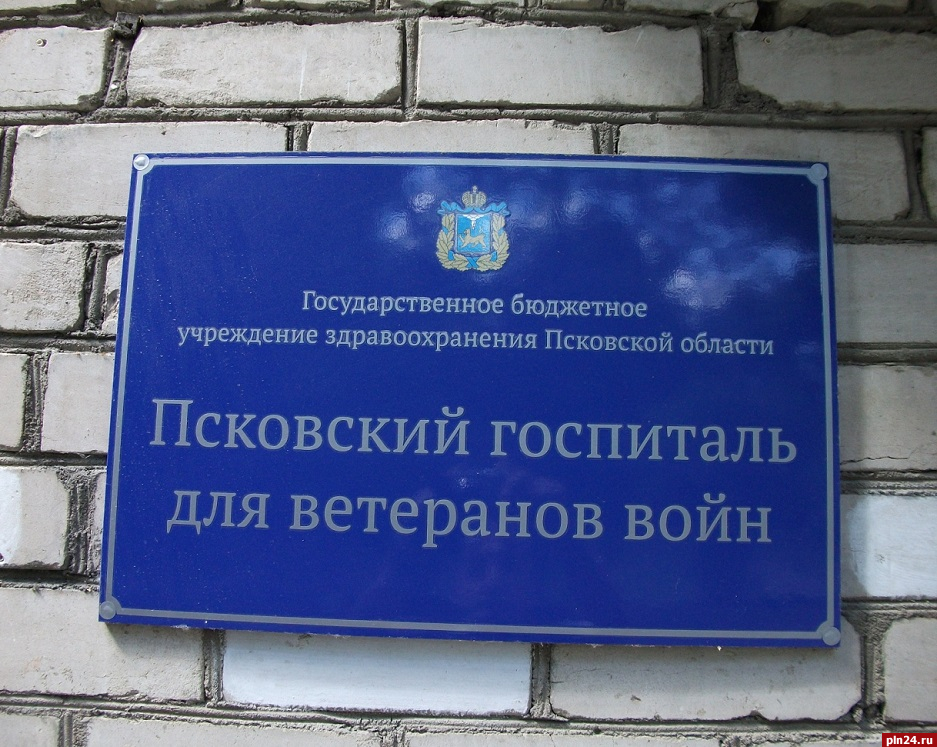 Государственное бюджетное
учреждение здравоохранения Псковской области
Псковский госпиталь
для ветеранов войн
pln24.ru